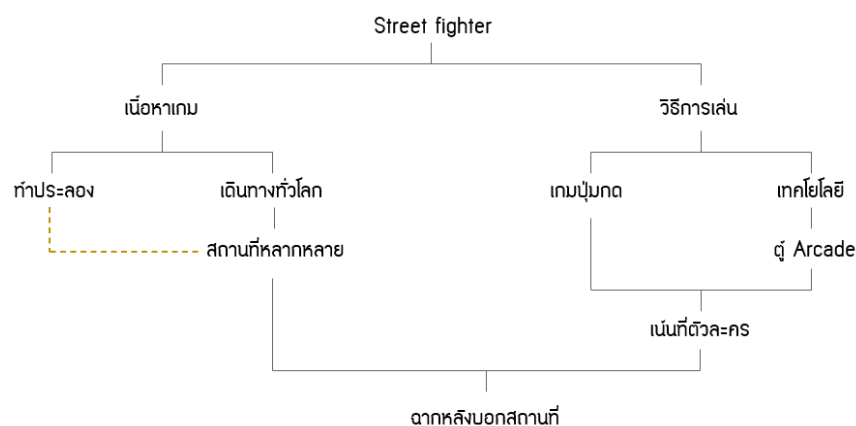 Street fighter
เนื้อหาเกม
วิธีการเล่น
ท้าประลอง
เดินทางทั่วโลก
เกมปุ่มกด
เทคโยโลยี
สถานที่หลากหลาย
ตู้ Arcade
เน้นที่ตัวละคร
ฉากหลังบอกสถานที่